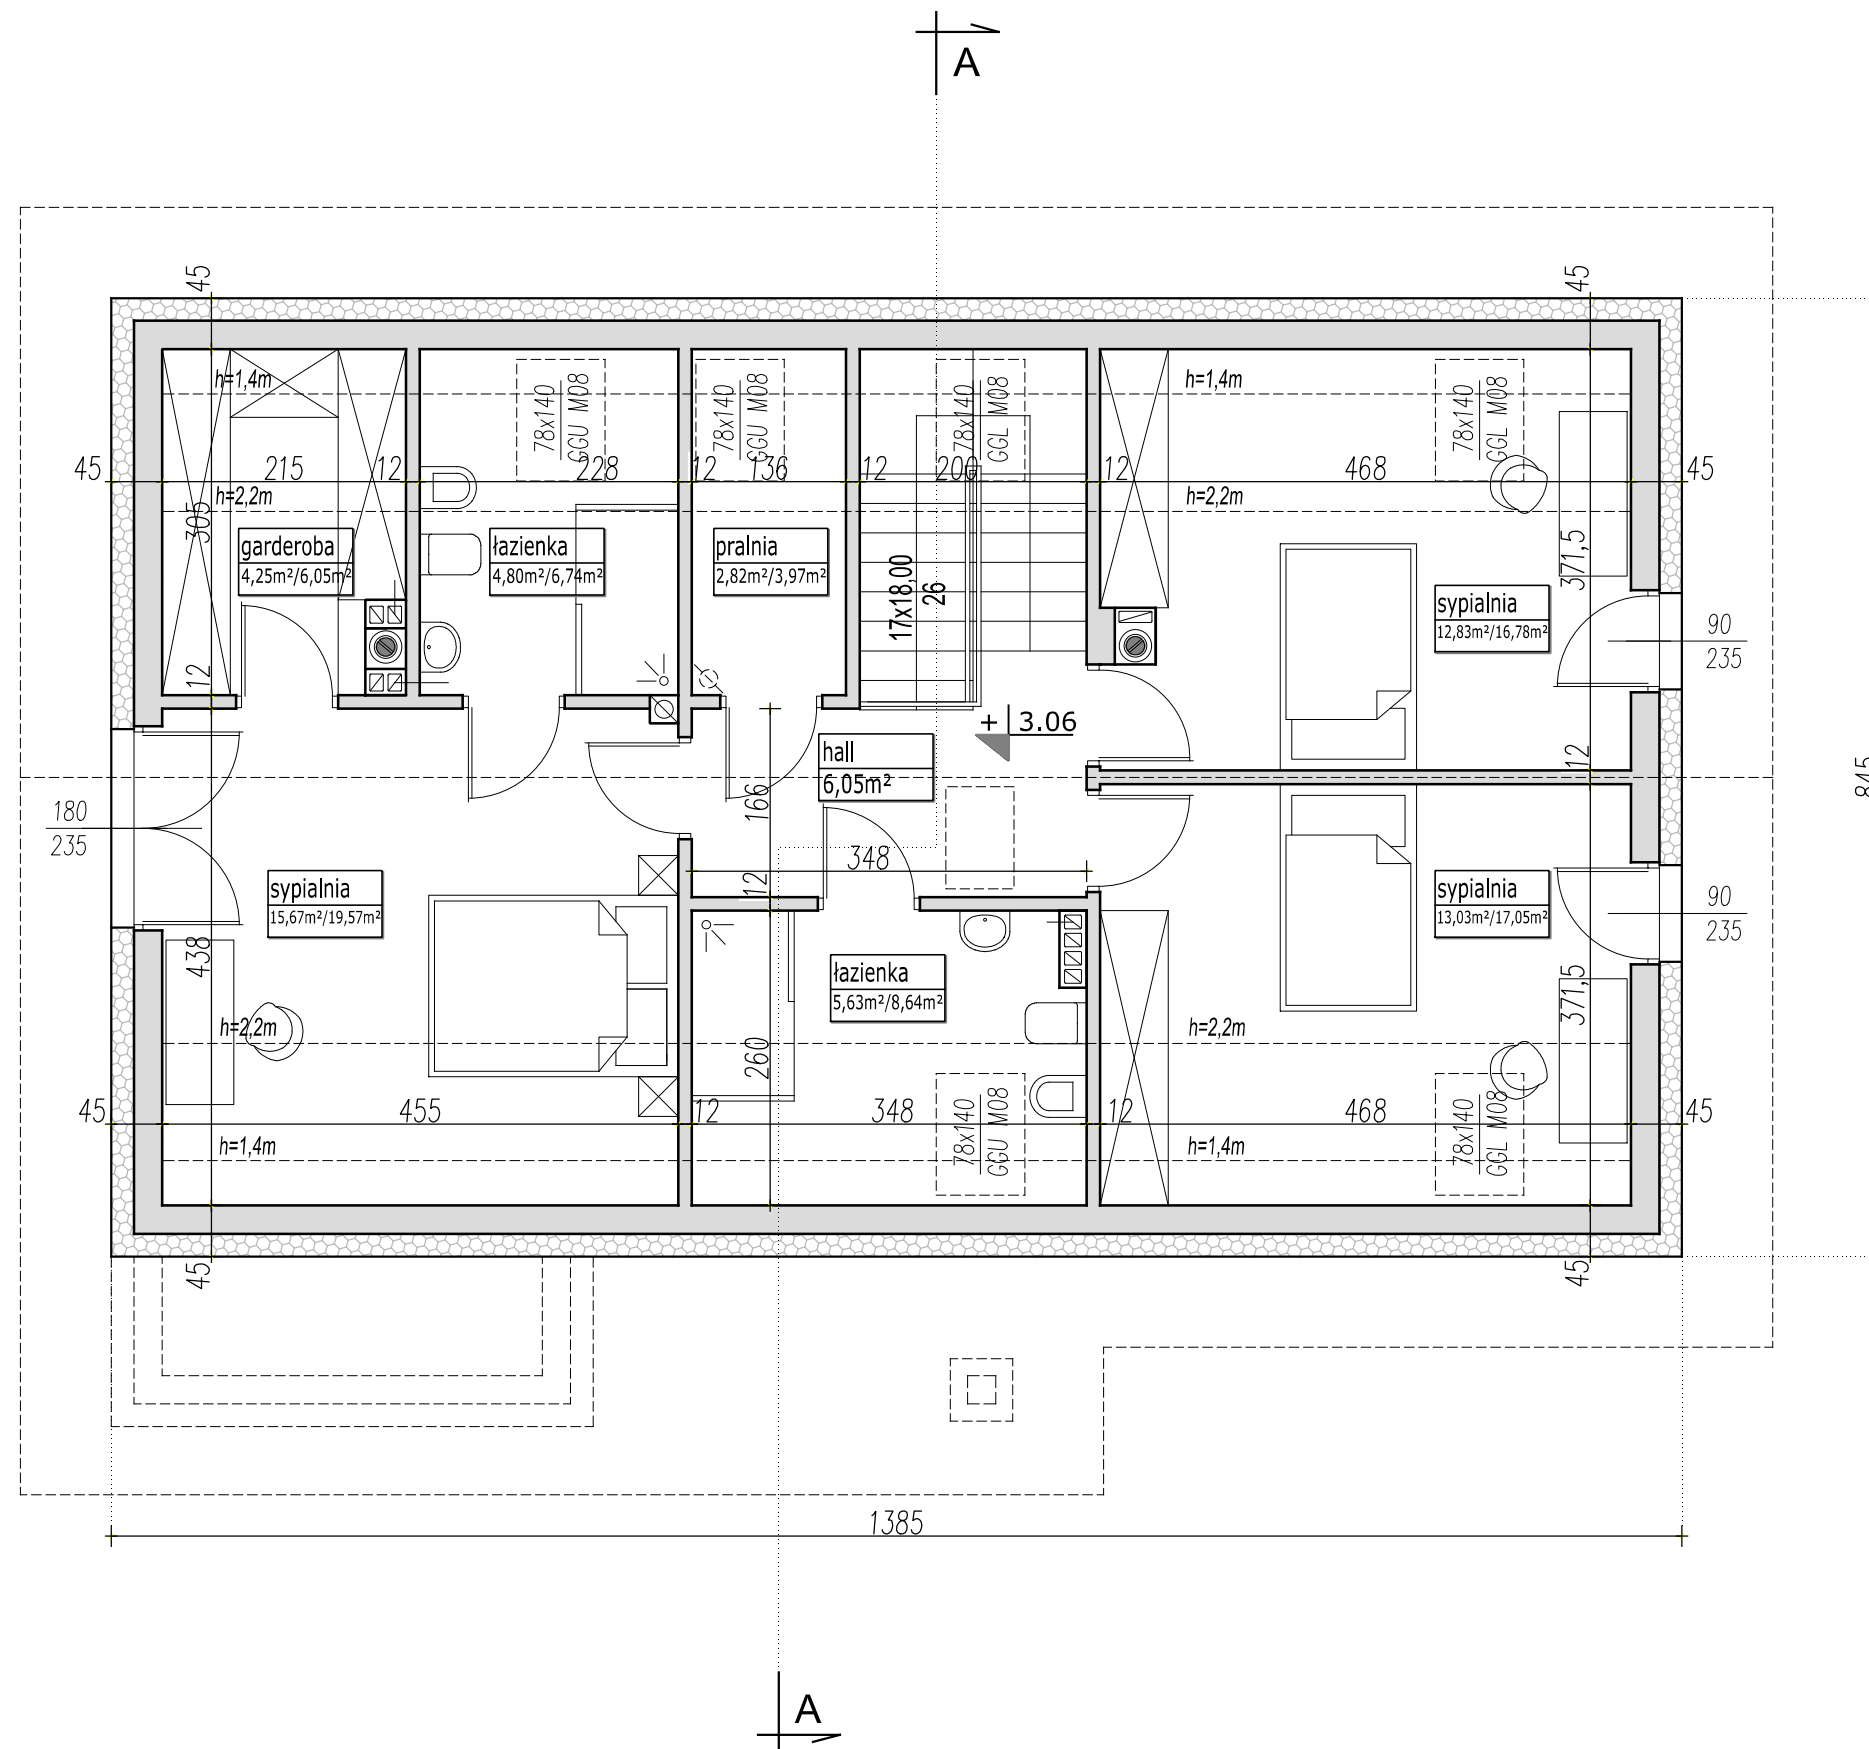 A
45
45
h=1,4m
78x140
GGU M08
78x140
GGU M08
78x140
GGL M08
h=1,4m
78x140
GGL M08
45
215
12
228
12
136
12
200
12
468
45
h=2,2m
h=2,2m
305
371,5
garderoba
4,25m²/6,05m²
łazienka
4,80m²/6,74m²
pralnia
2,82m²/3,97m²
17x18,00
26
sypialnia
12,83m²/16,78m²
90
235
12
+ 3.06
hall
6,05m²
12
845
166
180
235
348
12
sypialnia
15,67m²/19,57m²
sypialnia
13,03m²/17,05m²
90
235
438
łazienka
5,63m²/8,64m²
371,5
h=2,2m
h=2,2m
260
45
455
12
348
12
468
45
78x140
GGU M08
78x140
GGL M08
h=1,4m
h=1,4m
45
45
1385
A